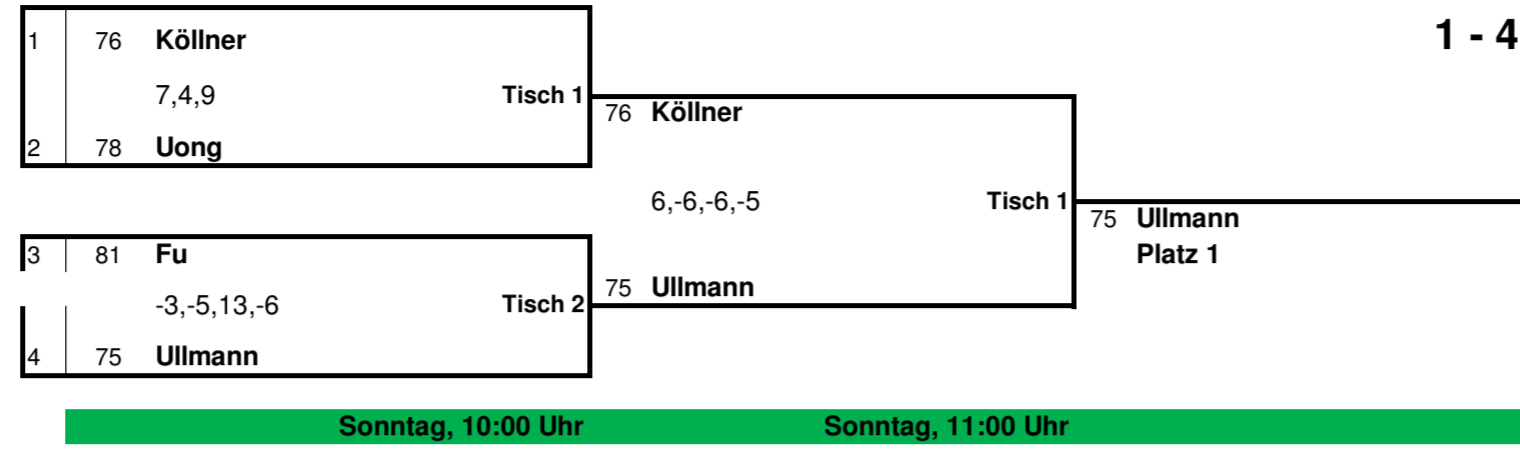 1 - 4
1 76 Köllner
7,4,9 Tisch 1
2 78 Uong
76 Köllner
6,-6,-6,-5 Tisch 1
75 Ullmann
75 Ullmann
Platz 1
3 81 Fu
-3,-5,13,-6 Tisch 2
4 75 Ullmann
Sonntag, 10:00 Uhr Sonntag, 11:00 Uhr